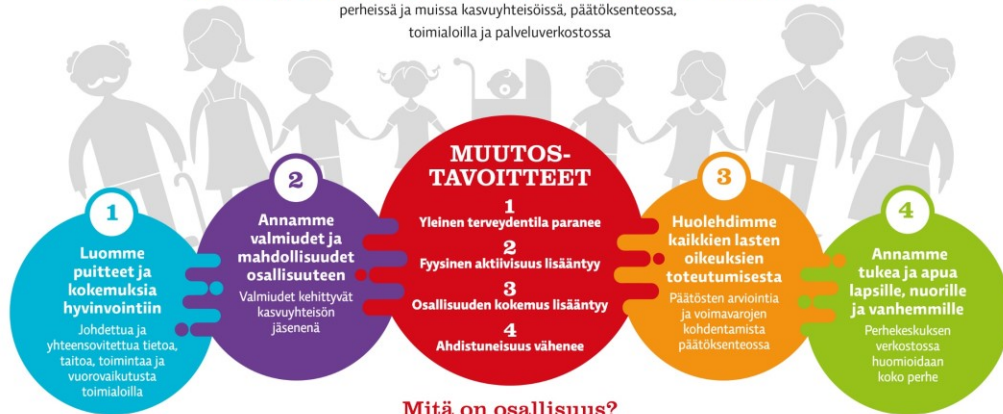 perheissä ja muissa kasvuyhteisöissä, päätöksenteossa,
toimialoilla ja palveluverkostossa
1
Luomme
puitteet ja
kokemuksia
hyvinvointiin
Johdettua ja
yhteensovitettua tietoa,
taitoa, toimintaa ja
vuorovaikutusta
toimialoilla
2
Annamme
valmiudet ja
mahdollisuudet
osallisuuteen
Valmiudet kehittyvät
kasvuyhteisön
jäsenenä
MUUTOS-
TAVOITTEET
1
Yleinen terveydentila paranee
2
Fyysinen aktiivisuus lisääntyy
3
Osallisuuden kokemus lisääntyy
4
Ahdistuneisuus vähenee
3
Huolehdimme
kaikkien lasten
oikeuksien
toteutumisesta
Päätösten arviointia
ja voimavarojen
kohdentamista
päätöksenteossa
4
Annamme
tukea ja apua
lapsille, nuorille
ja vanhemmille
Perhekeskuksen
verkostossa
huomioidaan
koko perhe
Mitä on osallisuus?